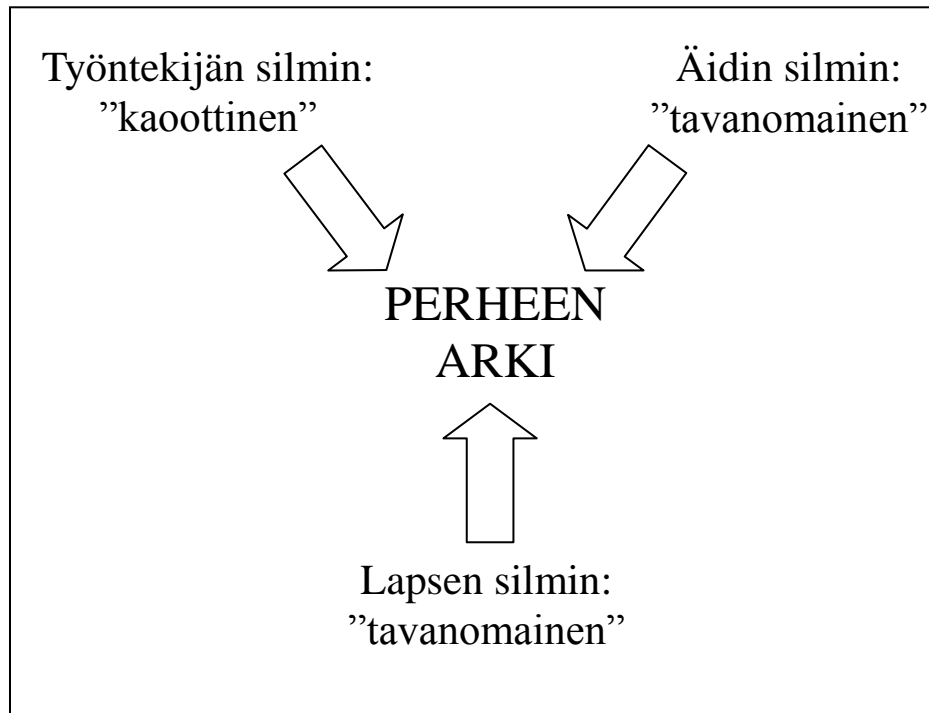 Työntekijän silmin:
”kaoottinen”
Äidin silmin:
”tavanomainen”
PERHEEN
ARKI
Lapsen silmin:
”tavanomainen”